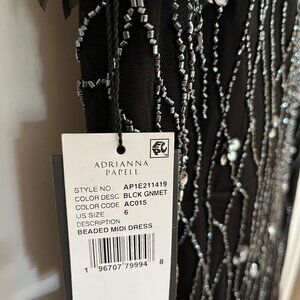 ADRIANNA
PAPELL
STYLE NO. AP1E211419
COLOR DESC BLCK GNMET
COLOR CODE AC015
US SIZE 6
DESCRIPTION
BEADED MIDI DRESS
1 96707 79994 8